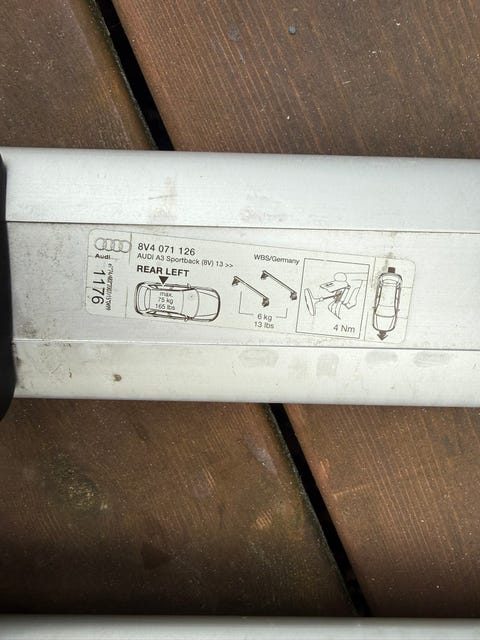 Audi
1176
8V4 071 126
AUDI A3 Sportback (8V) 13 >>
REAR LEFT
max.
75 kg
165 lbs
WBS/Germany
6 kg
13 lbs
4 Nm